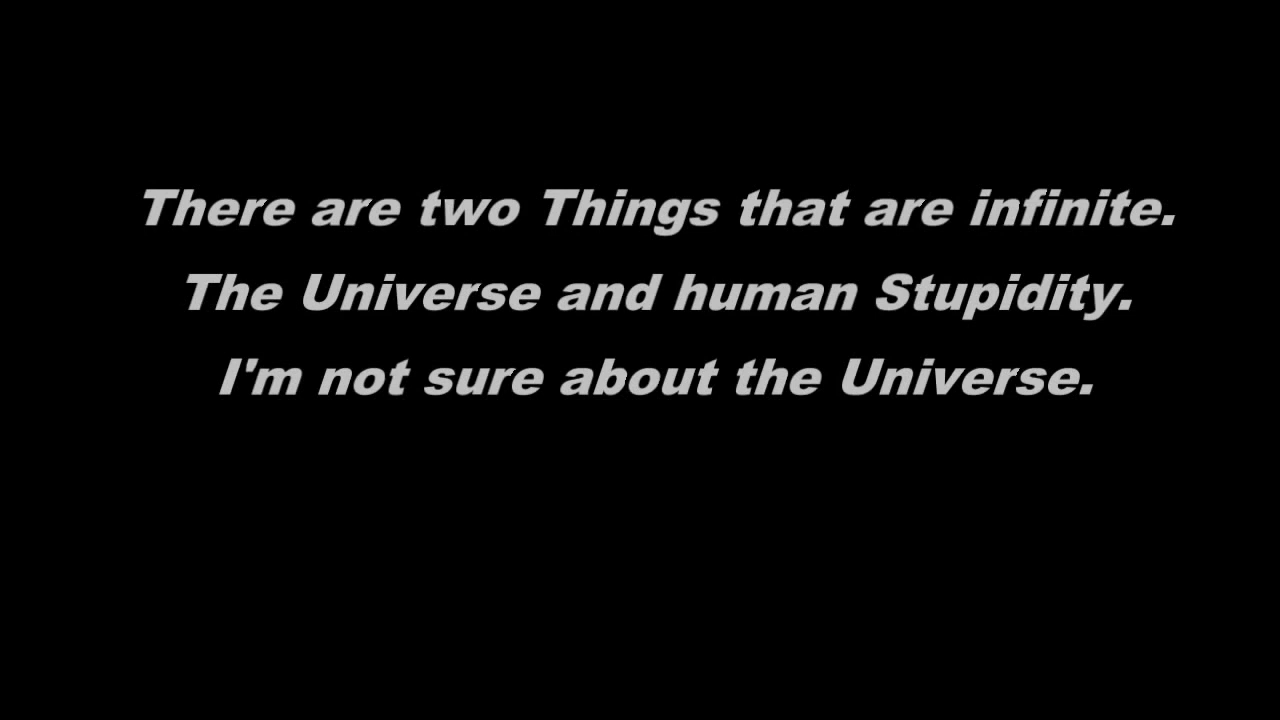 There are two Things that are infinite.
The Universe and human Stupidity.
I'm not sure about the Universe.